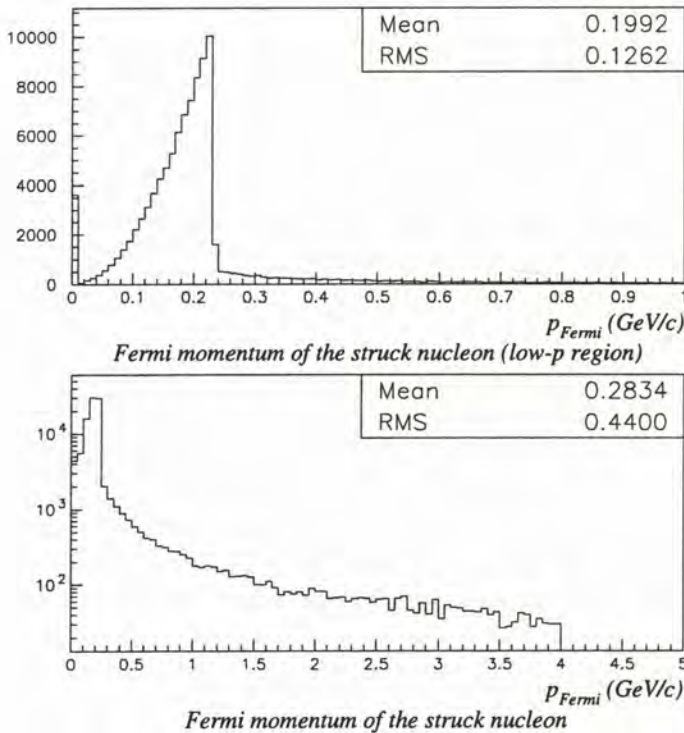 Mean 0.1992
RMS 0.1262
10000
8000
6000
4000
2000
0
0 0.1 0.2 0.3 0.4 0.5 0.6 0.7 0.8 0.9 1
pFermi (GeV/c)
Fermi momentum of the struck nucleon (low-p region)
Mean 0.2834
RMS 0.4400
10^4
10^3
10^2
0 0.5 1 1.5 2 2.5 3 3.5 4 4.5 5
pFermi (GeV/c)
Fermi momentum of the struck nucleon